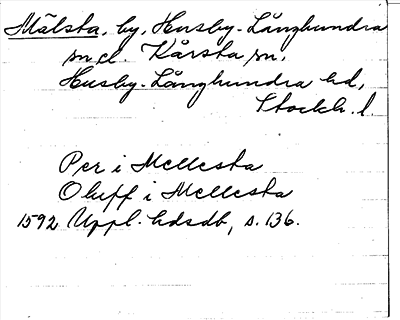 Mälsta, by, Husby-Långhundra
sn el. Kårsta sn,
Husby-Långhundra hd,
Stockh. l.
Per i Mellesta
Oluff i Mellesta
1592 Uppl. hdsdb, s. 136.